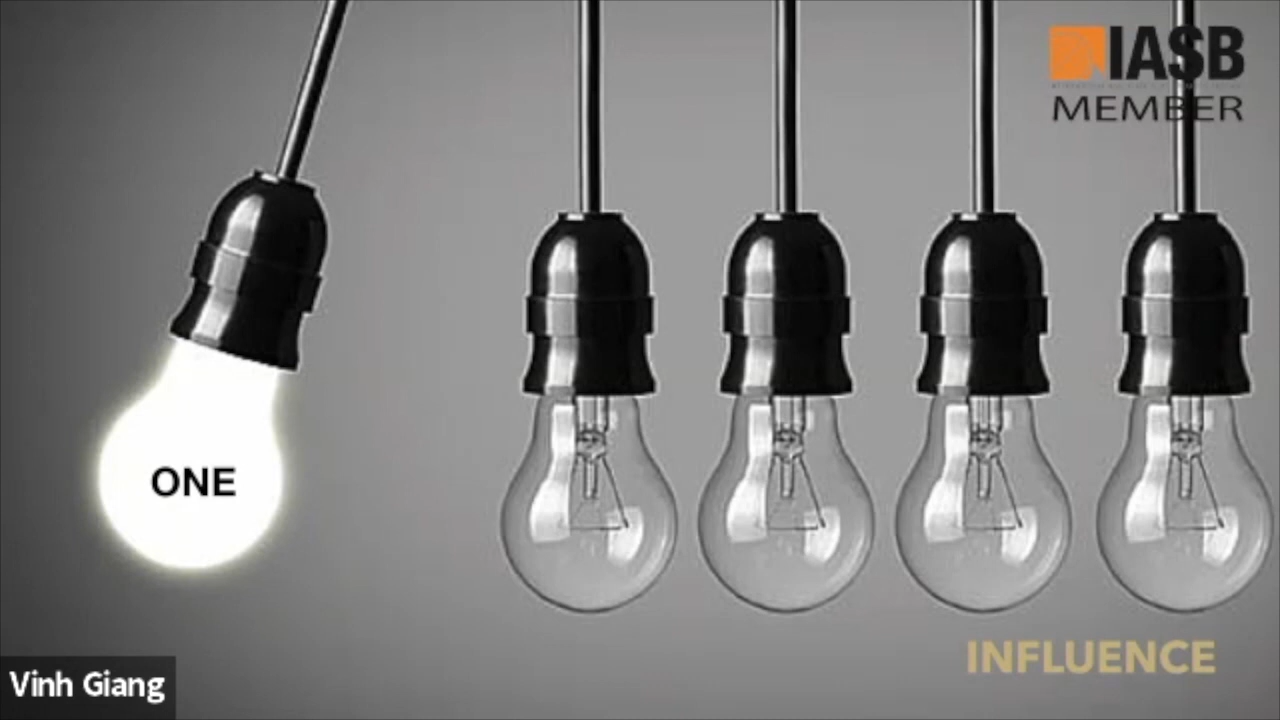 IASB
MEMBER
ONE
INFLUENCE
Vinh Giang